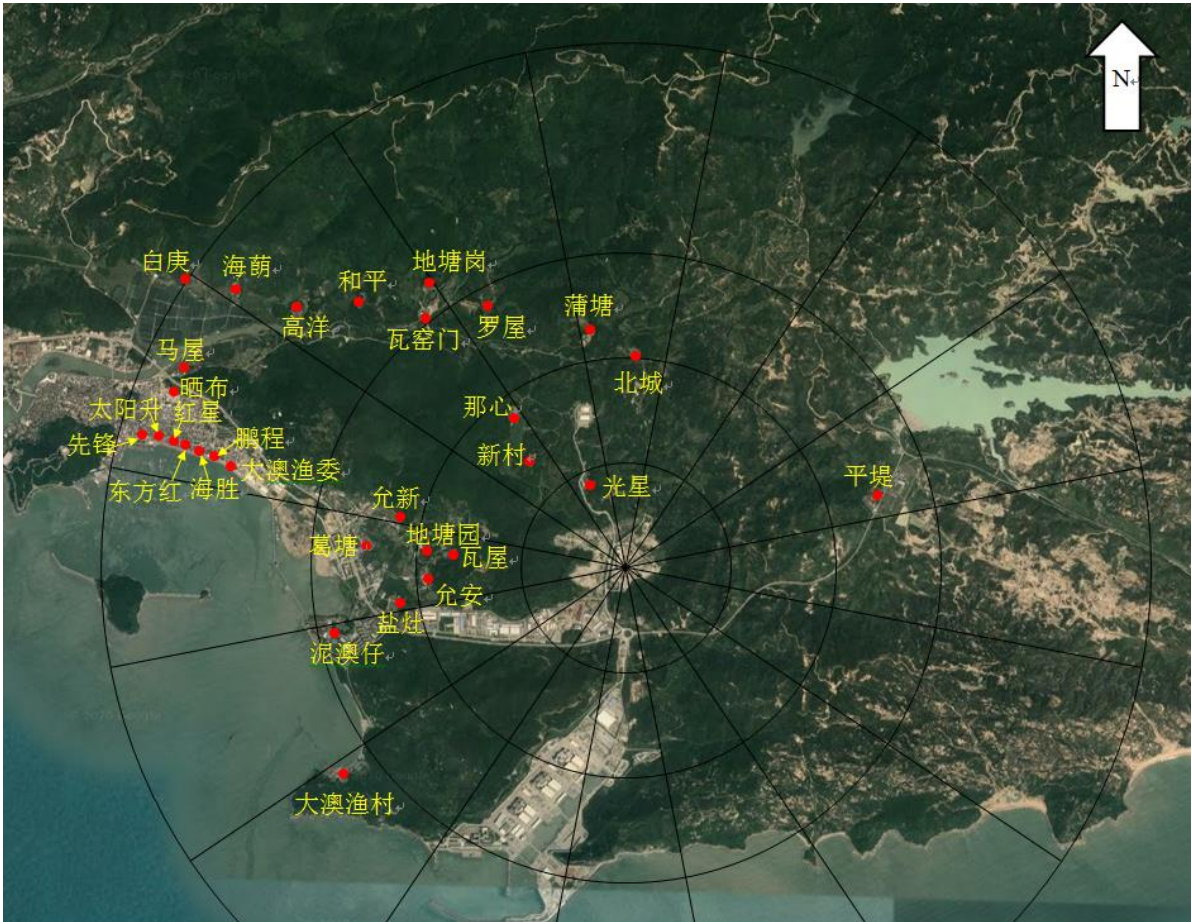 N
白庚
海荫
高洋
和平
地塘岗
瓦窑门
罗屋
蒲塘
北城
马屋
晒布
太阳升
红星
先锋
鹏程
大澳渔委
东方红
海胜
那心
新村
光星
平堤
允新
葛塘
地塘园
瓦屋
允安
盐灶
泥澳仔
大澳渔村